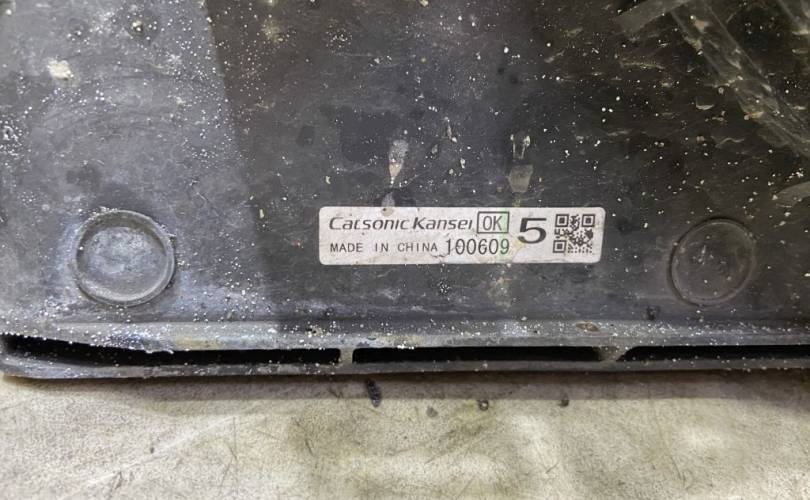 Calsonic Kansei OK 5
MADE IN CHINA 100609